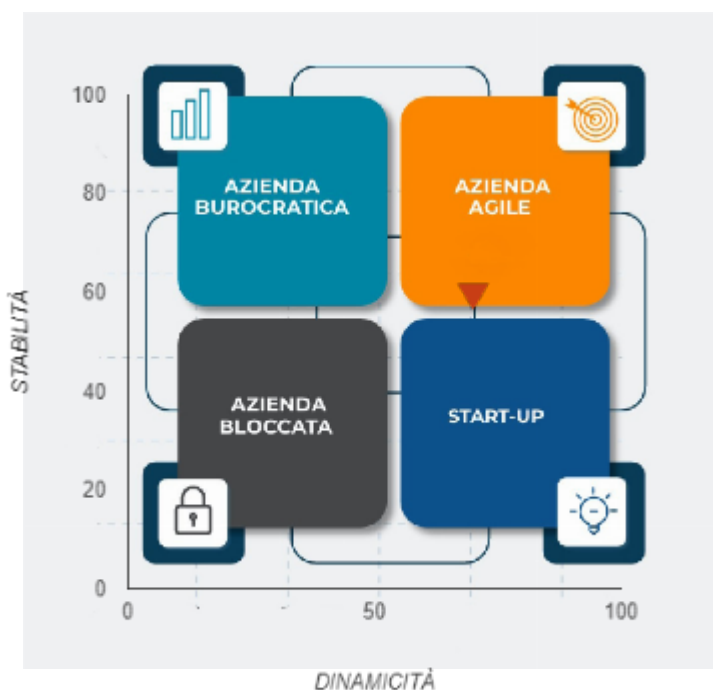 100
80
60
40
20
0
STABILITÀ
AZIENDA
BUROCRATICA
AZIENDA
AGILE
AZIENDA
BLOCCATA
START-UP
0
50
100
DINAMICITÀ